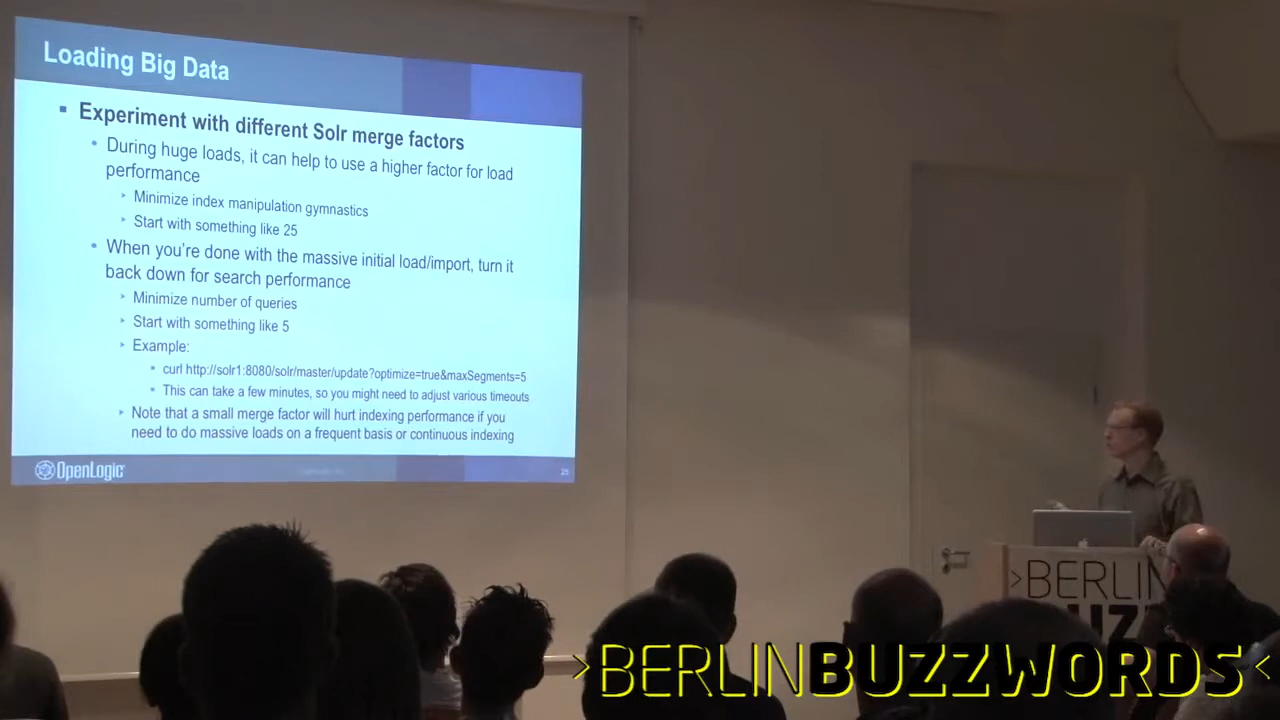 Loading Big Data
▪ Experiment with different Solr merge factors
• During huge loads, it can help to use a higher factor for load
performance
‣ Minimize index manipulation gymnastics
‣ Start with something like 25
• When you're done with the massive initial load/import, turn it
back down for search performance
‣ Minimize number of queries
‣ Start with something like 5
‣ Example:
▪ curl http://solr1:8080/solr/master/update?optimize=true&maxSegments=5
▪ This can take a few minutes, so you might need to adjust various timeouts
‣ Note that a small merge factor will hurt indexing performance if you
need to do massive loads on a frequent basis or continuous indexing
OpenLogic
>BERLIN
BUZZ
>BERLINBUZZWORDS<